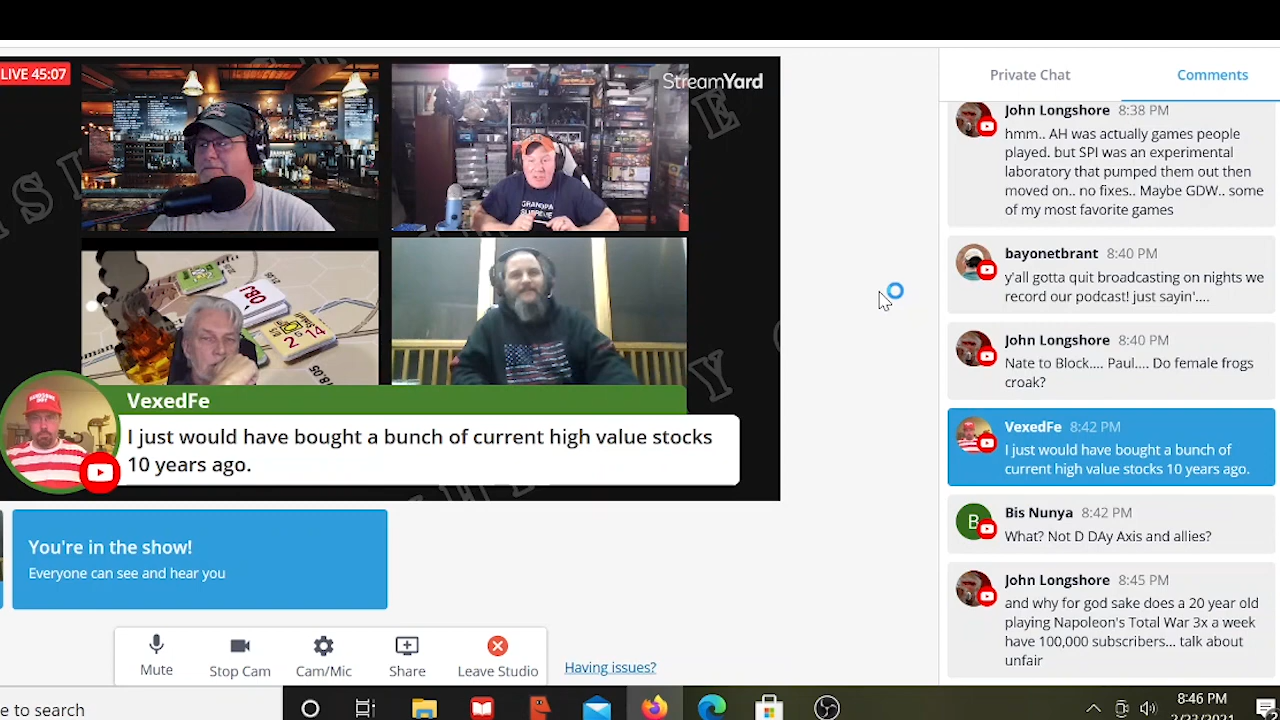 LIVE 45:07
StreamYard
GRANDPA
SUPREME
VexedFe
I just would have bought a bunch of current high value stocks
10 years ago.
You're in the show!
Everyone can see and hear you
Mute
Stop Cam
Cam/Mic
Share
Leave Studio
Having issues?
Private Chat
Comments
John Longshore 8:38 PM
hmm.. AH was actually games people
played. but SPI was an experimental
laboratory that pumped them out then
moved on.. no fixes.. Maybe GDW.. some
of my most favorite games
bayonetbrant 8:40 PM
y'all gotta quit broadcasting on nights we
record our podcast! just sayin'....
John Longshore 8:40 PM
Nate to Block.... Paul.... Do female frogs
croak?
VexedFe 8:42 PM
I just would have bought a bunch of
current high value stocks 10 years ago.
B
Bis Nunya 8:42 PM
What? Not D DAy Axis and allies?
John Longshore 8:45 PM
and why for god sake does a 20 year old
playing Napoleon's Total War 3x a week
have 100,000 subscribers... talk about
unfair
e to search
8:46 PM